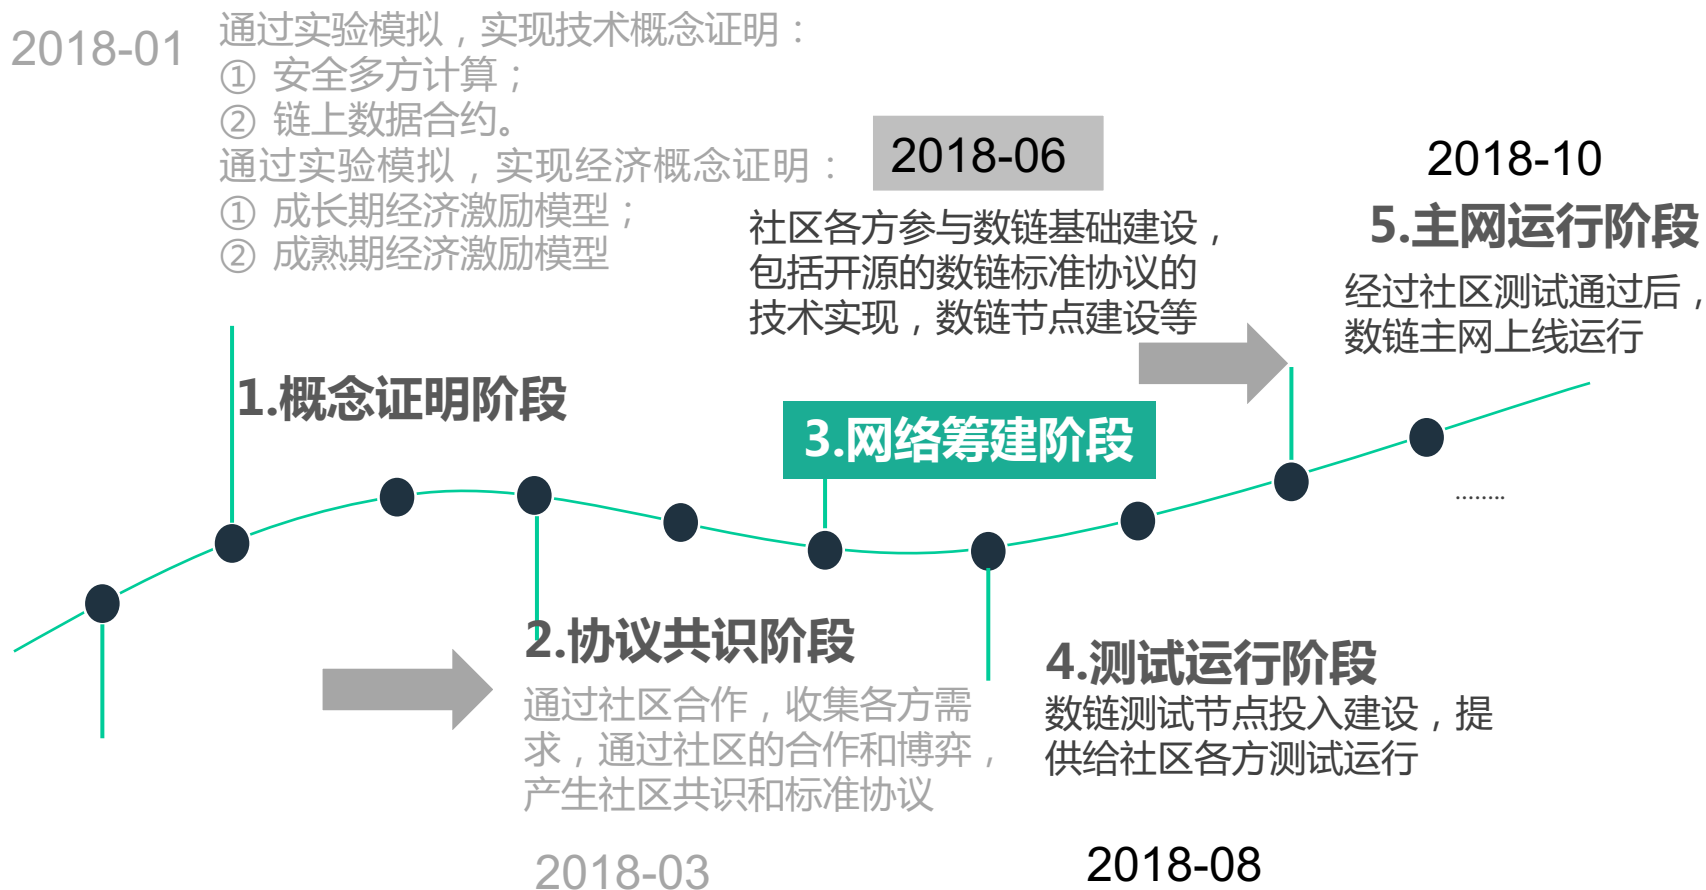 2018-01
通过实验模拟，实现技术概念证明：
① 安全多方计算；
② 链上数据合约。
通过实验模拟，实现经济概念证明：
① 成长期经济激励模型；
② 成熟期经济激励模型
1.概念证明阶段
2.协议共识阶段
通过社区合作，收集各方需
求，通过社区的合作和博弈，
产生社区共识和标准协议
2018-03
2018-06
社区各方参与数链基础建设，
包括开源的数链标准协议的
技术实现，数链节点建设等
3.网络筹建阶段
4.测试运行阶段
数链测试节点投入建设，提
供给社区各方测试运行
2018-08
2018-10
5.主网运行阶段
经过社区测试通过后，
数链主网上线运行
........